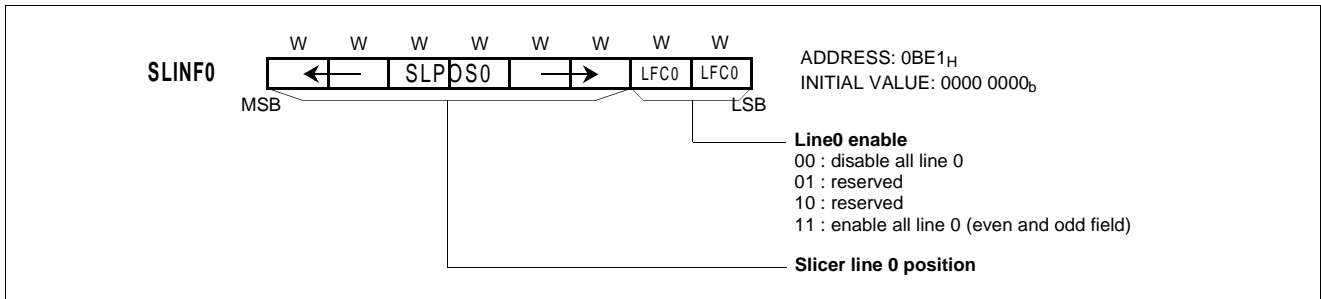 W W W W W W W W
SLINF0
SLPOS0
LFC0 LFC0
ADDRESS: 0BE1H
INITIAL VALUE: 0000 0000b
MSB
LSB
Line0 enable
00 : disable all line 0
01 : reserved
10 : reserved
11 : enable all line 0 (even and odd field)
Slicer line 0 position